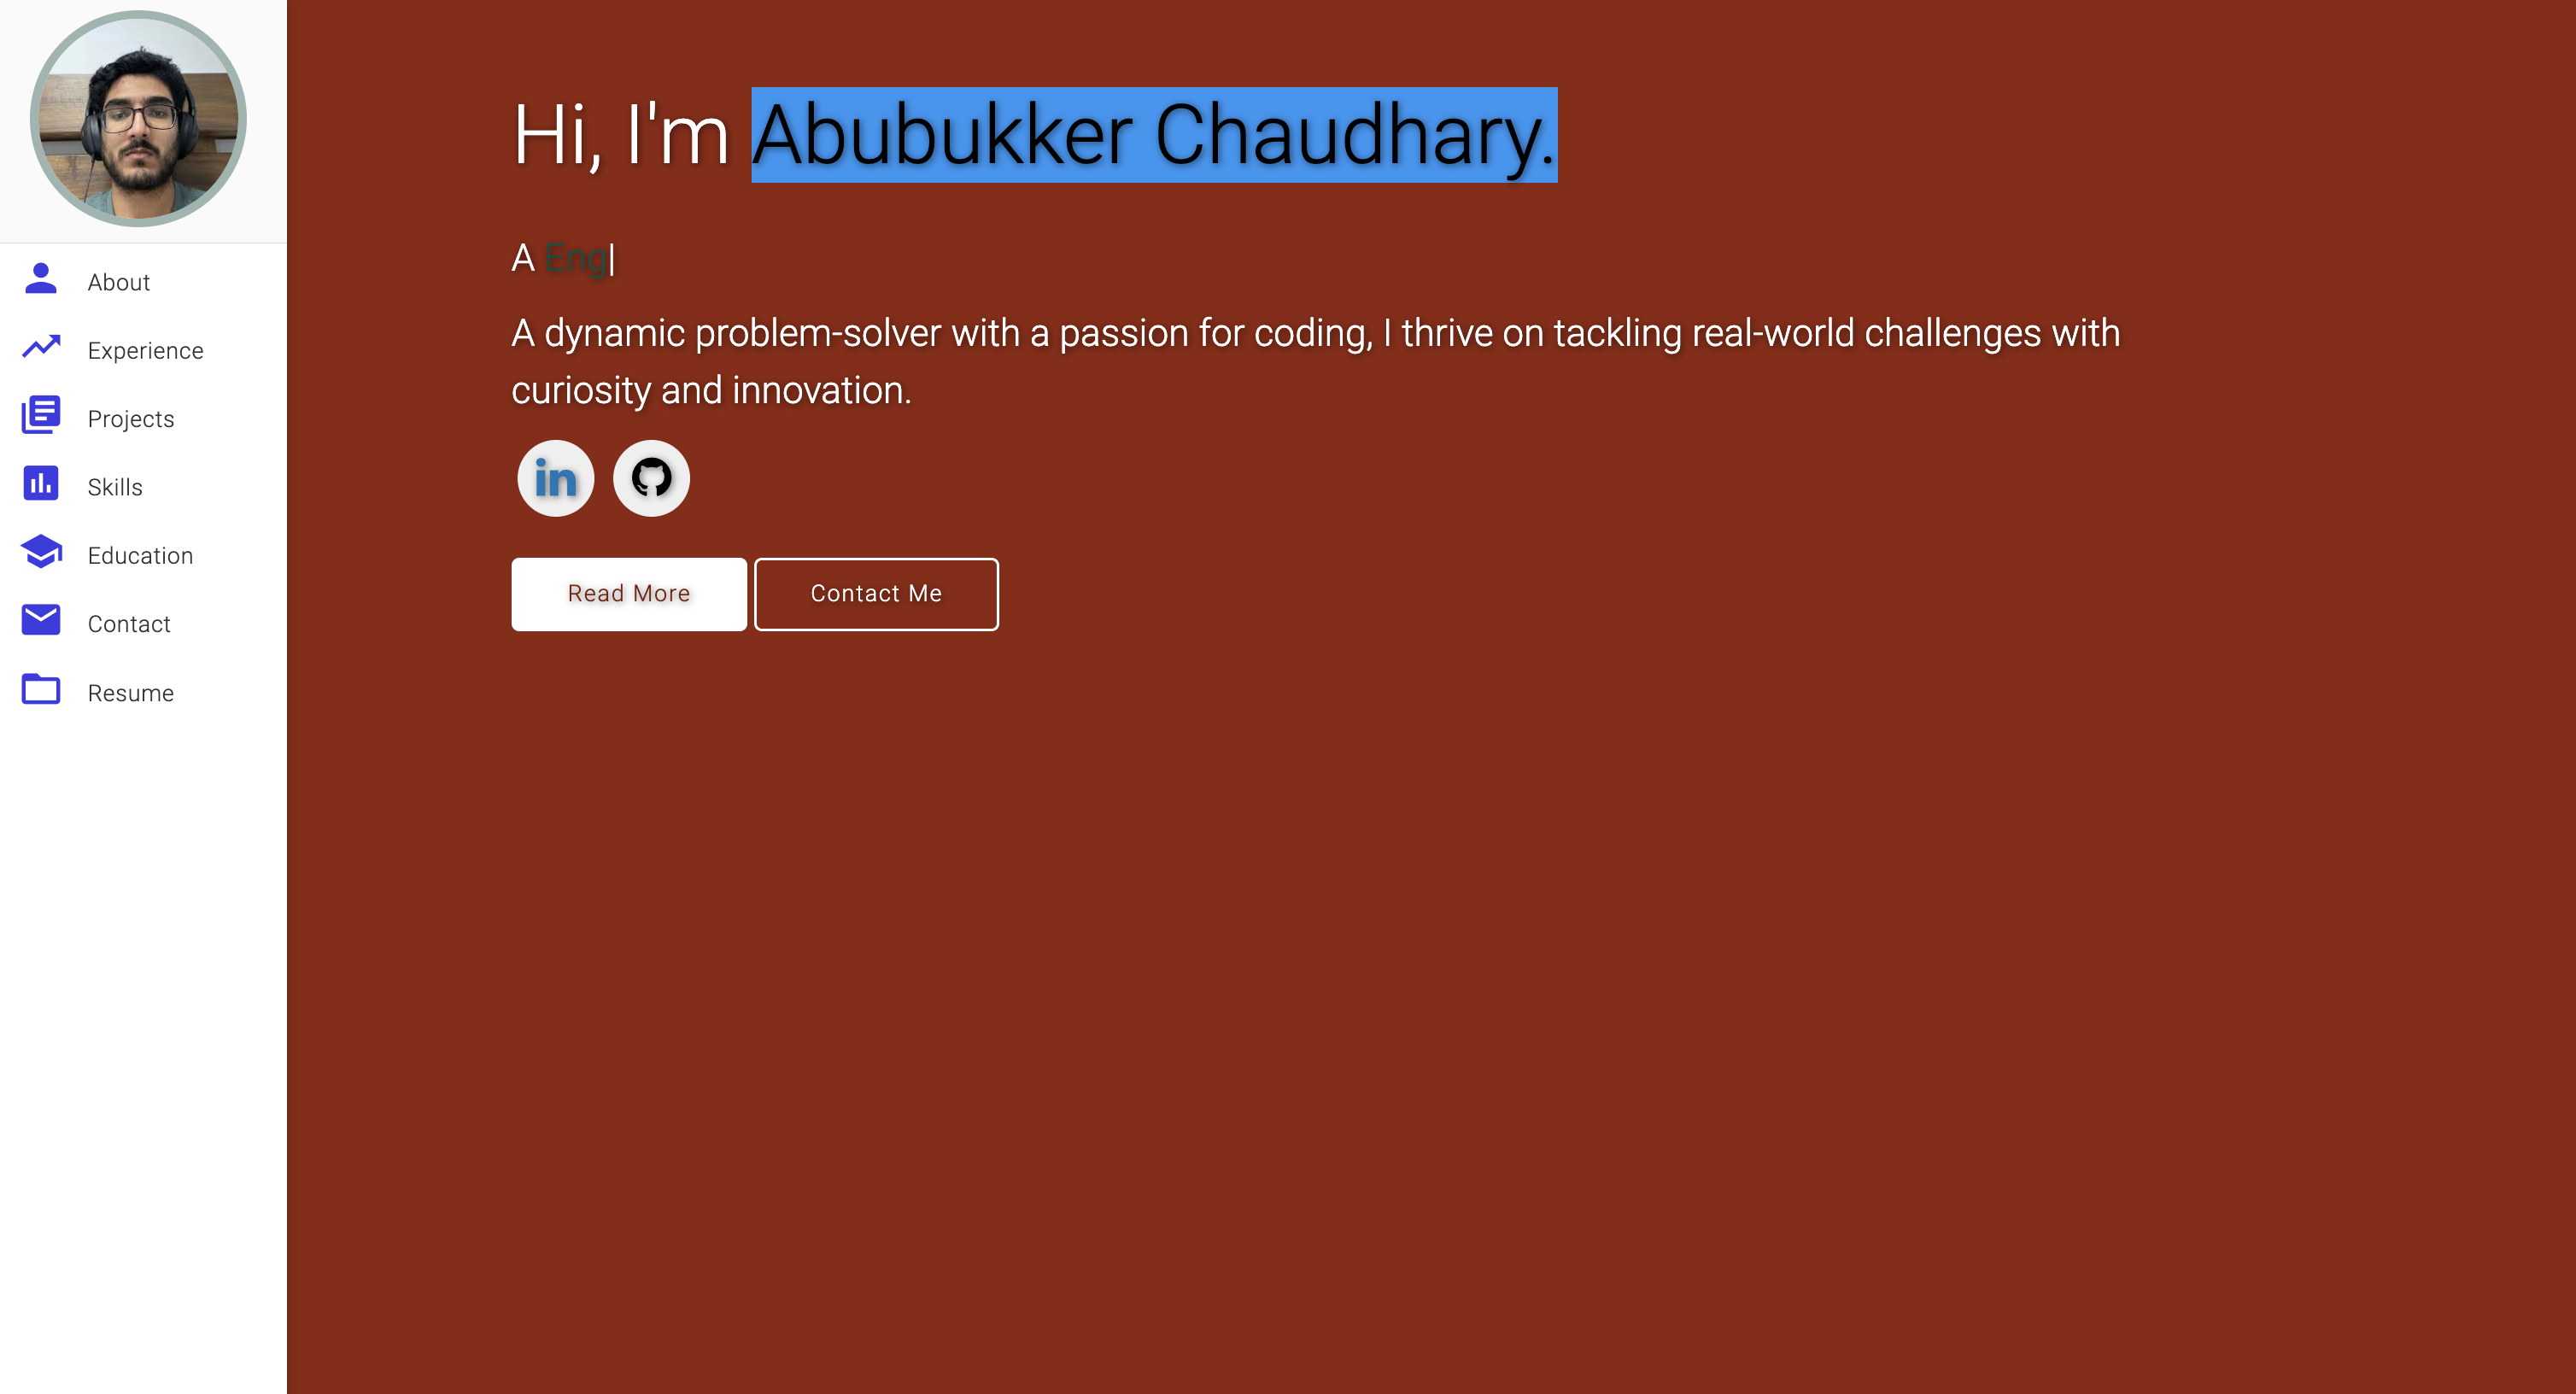 About
Experience
Projects
Skills
Education
Contact
Resume
Hi, I'm Abubukker Chaudhary.
A Eng|
A dynamic problem-solver with a passion for coding, I thrive on tackling real-world challenges with
curiosity and innovation.
in
Read More
Contact Me